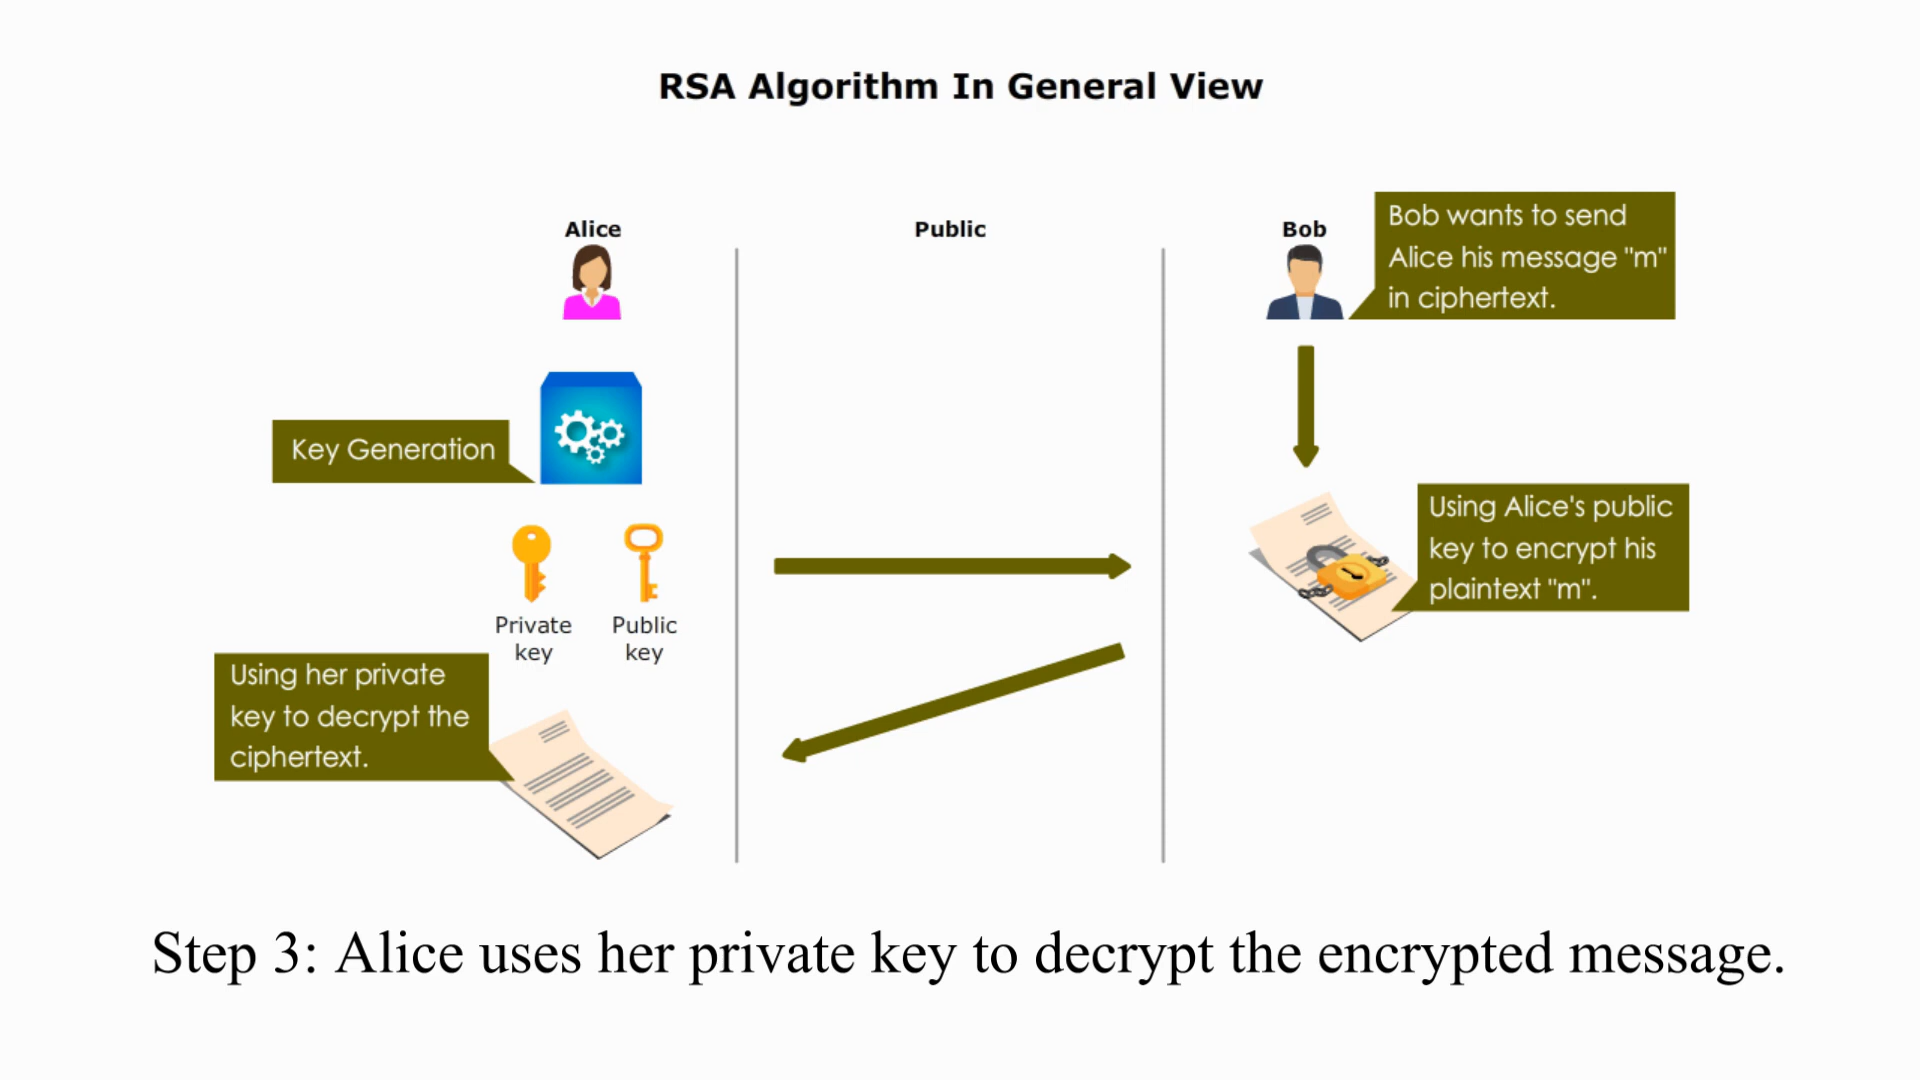 RSA Algorithm In General View
Alice
Public
Bob
Bob wants to send
Alice his message "m"
in ciphertext.
Key Generation
Using Alice's public
key to encrypt his
plaintext "m".
Private
key
Public
key
Using her private
key to decrypt the
ciphertext.
Step 3: Alice uses her private key to decrypt the encrypted message.